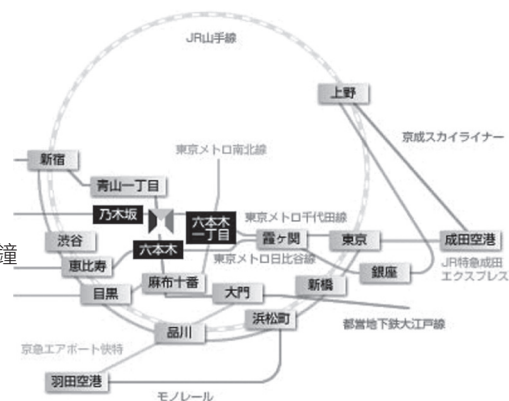 JR山手線
上野
京成スカイライナー
東京メトロ南北線
新宿
青山一丁目
乃木坂
六本木
一丁目
東京メトロ千代田線
渋谷
六本木
霞ヶ関
東京
成田空港
鐘
恵比寿
東京メトロ日比谷線
銀座
JR特急成田
エクスプレス
目黒
麻布十番
大門
新橋
品川
浜松町
都営地下鉄大江戸線
京急エアポート快特
羽田空港
モノレール